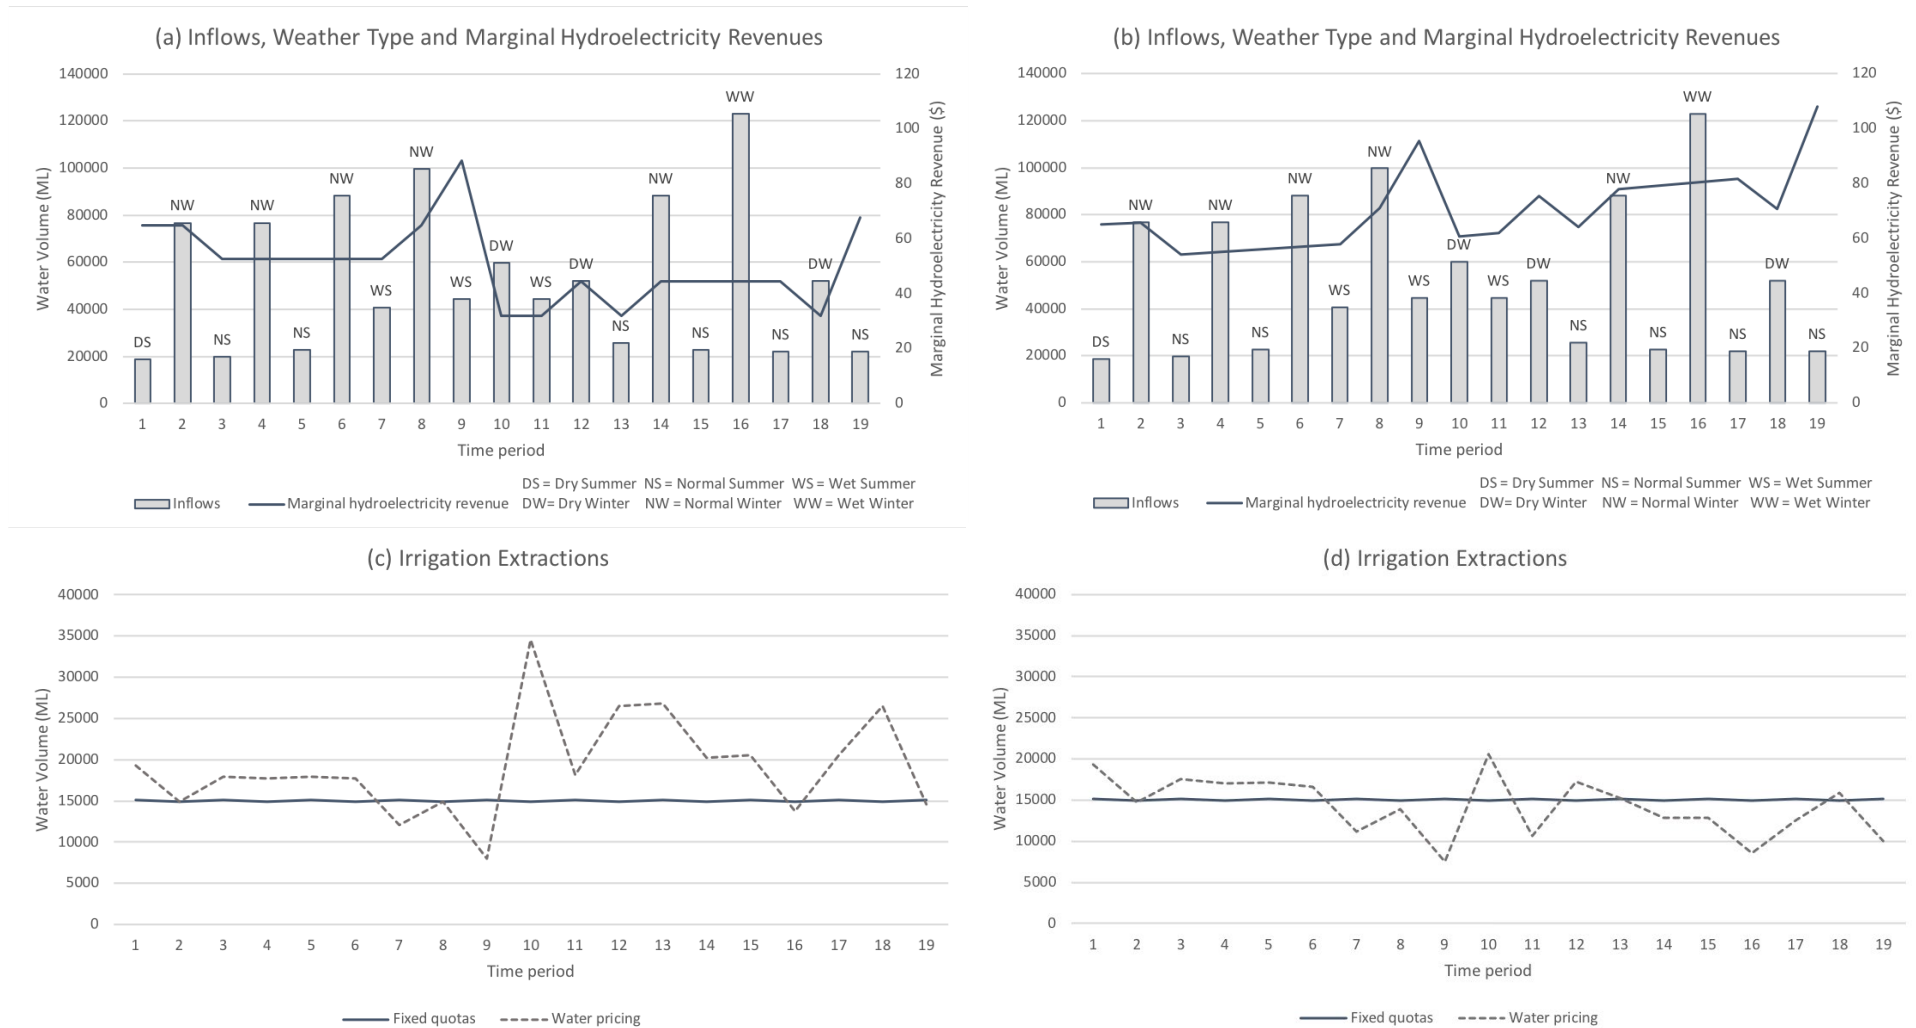 (a) Inflows, Weather Type and Marginal Hydroelectricity Revenues
140000
120000
100000
80000
60000
40000
20000
0
Water Volume (ML)
120
100
80
60
40
20
0
Marginal Hydroelectricity Revenue ($)
DS
NW
NS
NW
NS
NW
WS
NW
WS
DW
WS
DW
NS
NW
NS
WW
NS
DW
NS
1 2 3 4 5 6 7 8 9 10 11 12 13 14 15 16 17 18 19
Time period
DS = Dry Summer NS = Normal Summer WS = Wet Summer
Inflows Marginal hydroelectricity revenue DW= Dry Winter NW = Normal Winter WW = Wet Winter
(b) Inflows, Weather Type and Marginal Hydroelectricity Revenues
140000
120000
100000
80000
60000
40000
20000
0
Water Volume (ML)
120
100
80
60
40
20
0
Marginal Hydroelectricity Revenue ($)
DS
NW
NS
NW
NS
NW
WS
NW
WS
DW
WS
DW
NS
NW
NS
WW
NS
DW
NS
1 2 3 4 5 6 7 8 9 10 11 12 13 14 15 16 17 18 19
Time period
DS = Dry Summer NS = Normal Summer WS = Wet Summer
Inflows Marginal hydroelectricity revenue DW= Dry Winter NW = Normal Winter WW = Wet Winter
(c) Irrigation Extractions
40000
35000
30000
25000
20000
15000
10000
5000
0
Water Volume (ML)
1 2 3 4 5 6 7 8 9 10 11 12 13 14 15 16 17 18 19
Time period
Fixed quotas Water pricing
(d) Irrigation Extractions
40000
35000
30000
25000
20000
15000
10000
5000
0
Water Volume (ML)
1 2 3 4 5 6 7 8 9 10 11 12 13 14 15 16 17 18 19
Time period
Fixed quotas Water pricing